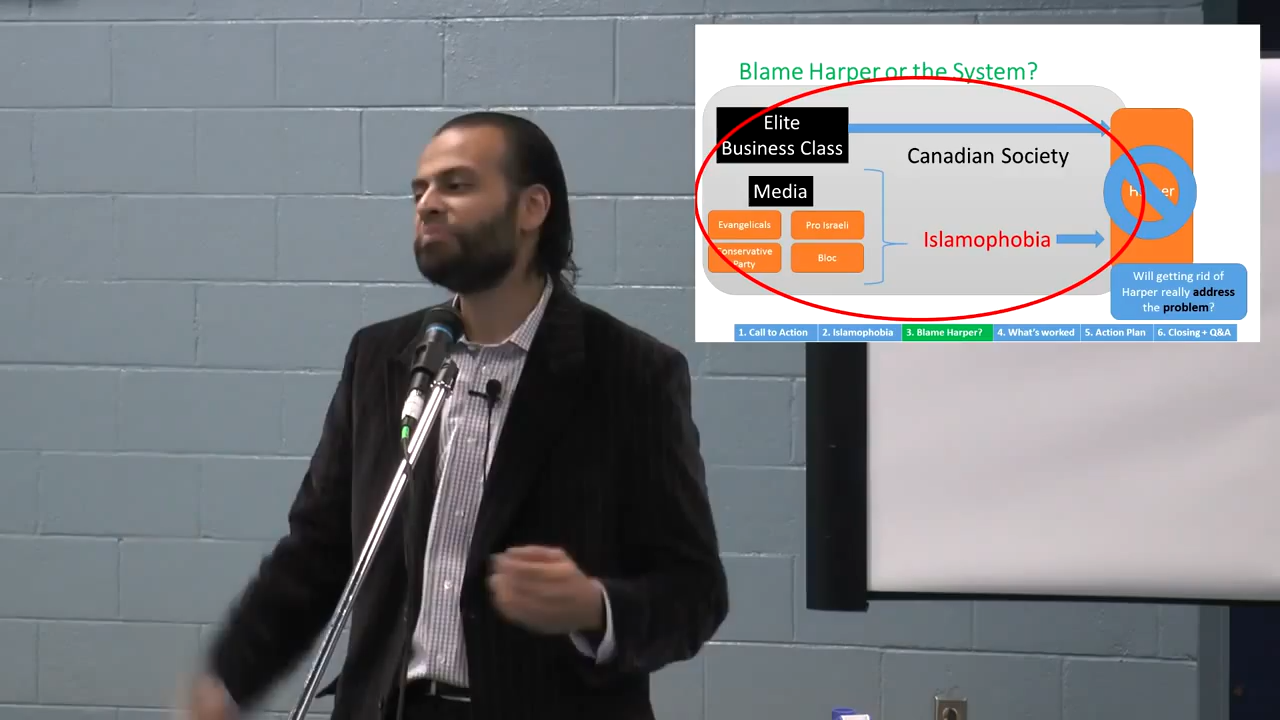 Blame Harper or the System?
Elite
Business Class
Canadian Society
Media
Evangelicals
Pro Israeli
Conservative
Party
Bloc
Islamophobia
Will getting rid of
Harper really address
the problem?
1. Call to Action
2. Islamophobia
3. Blame Harper?
4. What's worked
5. Action Plan
6. Closing + Q&A